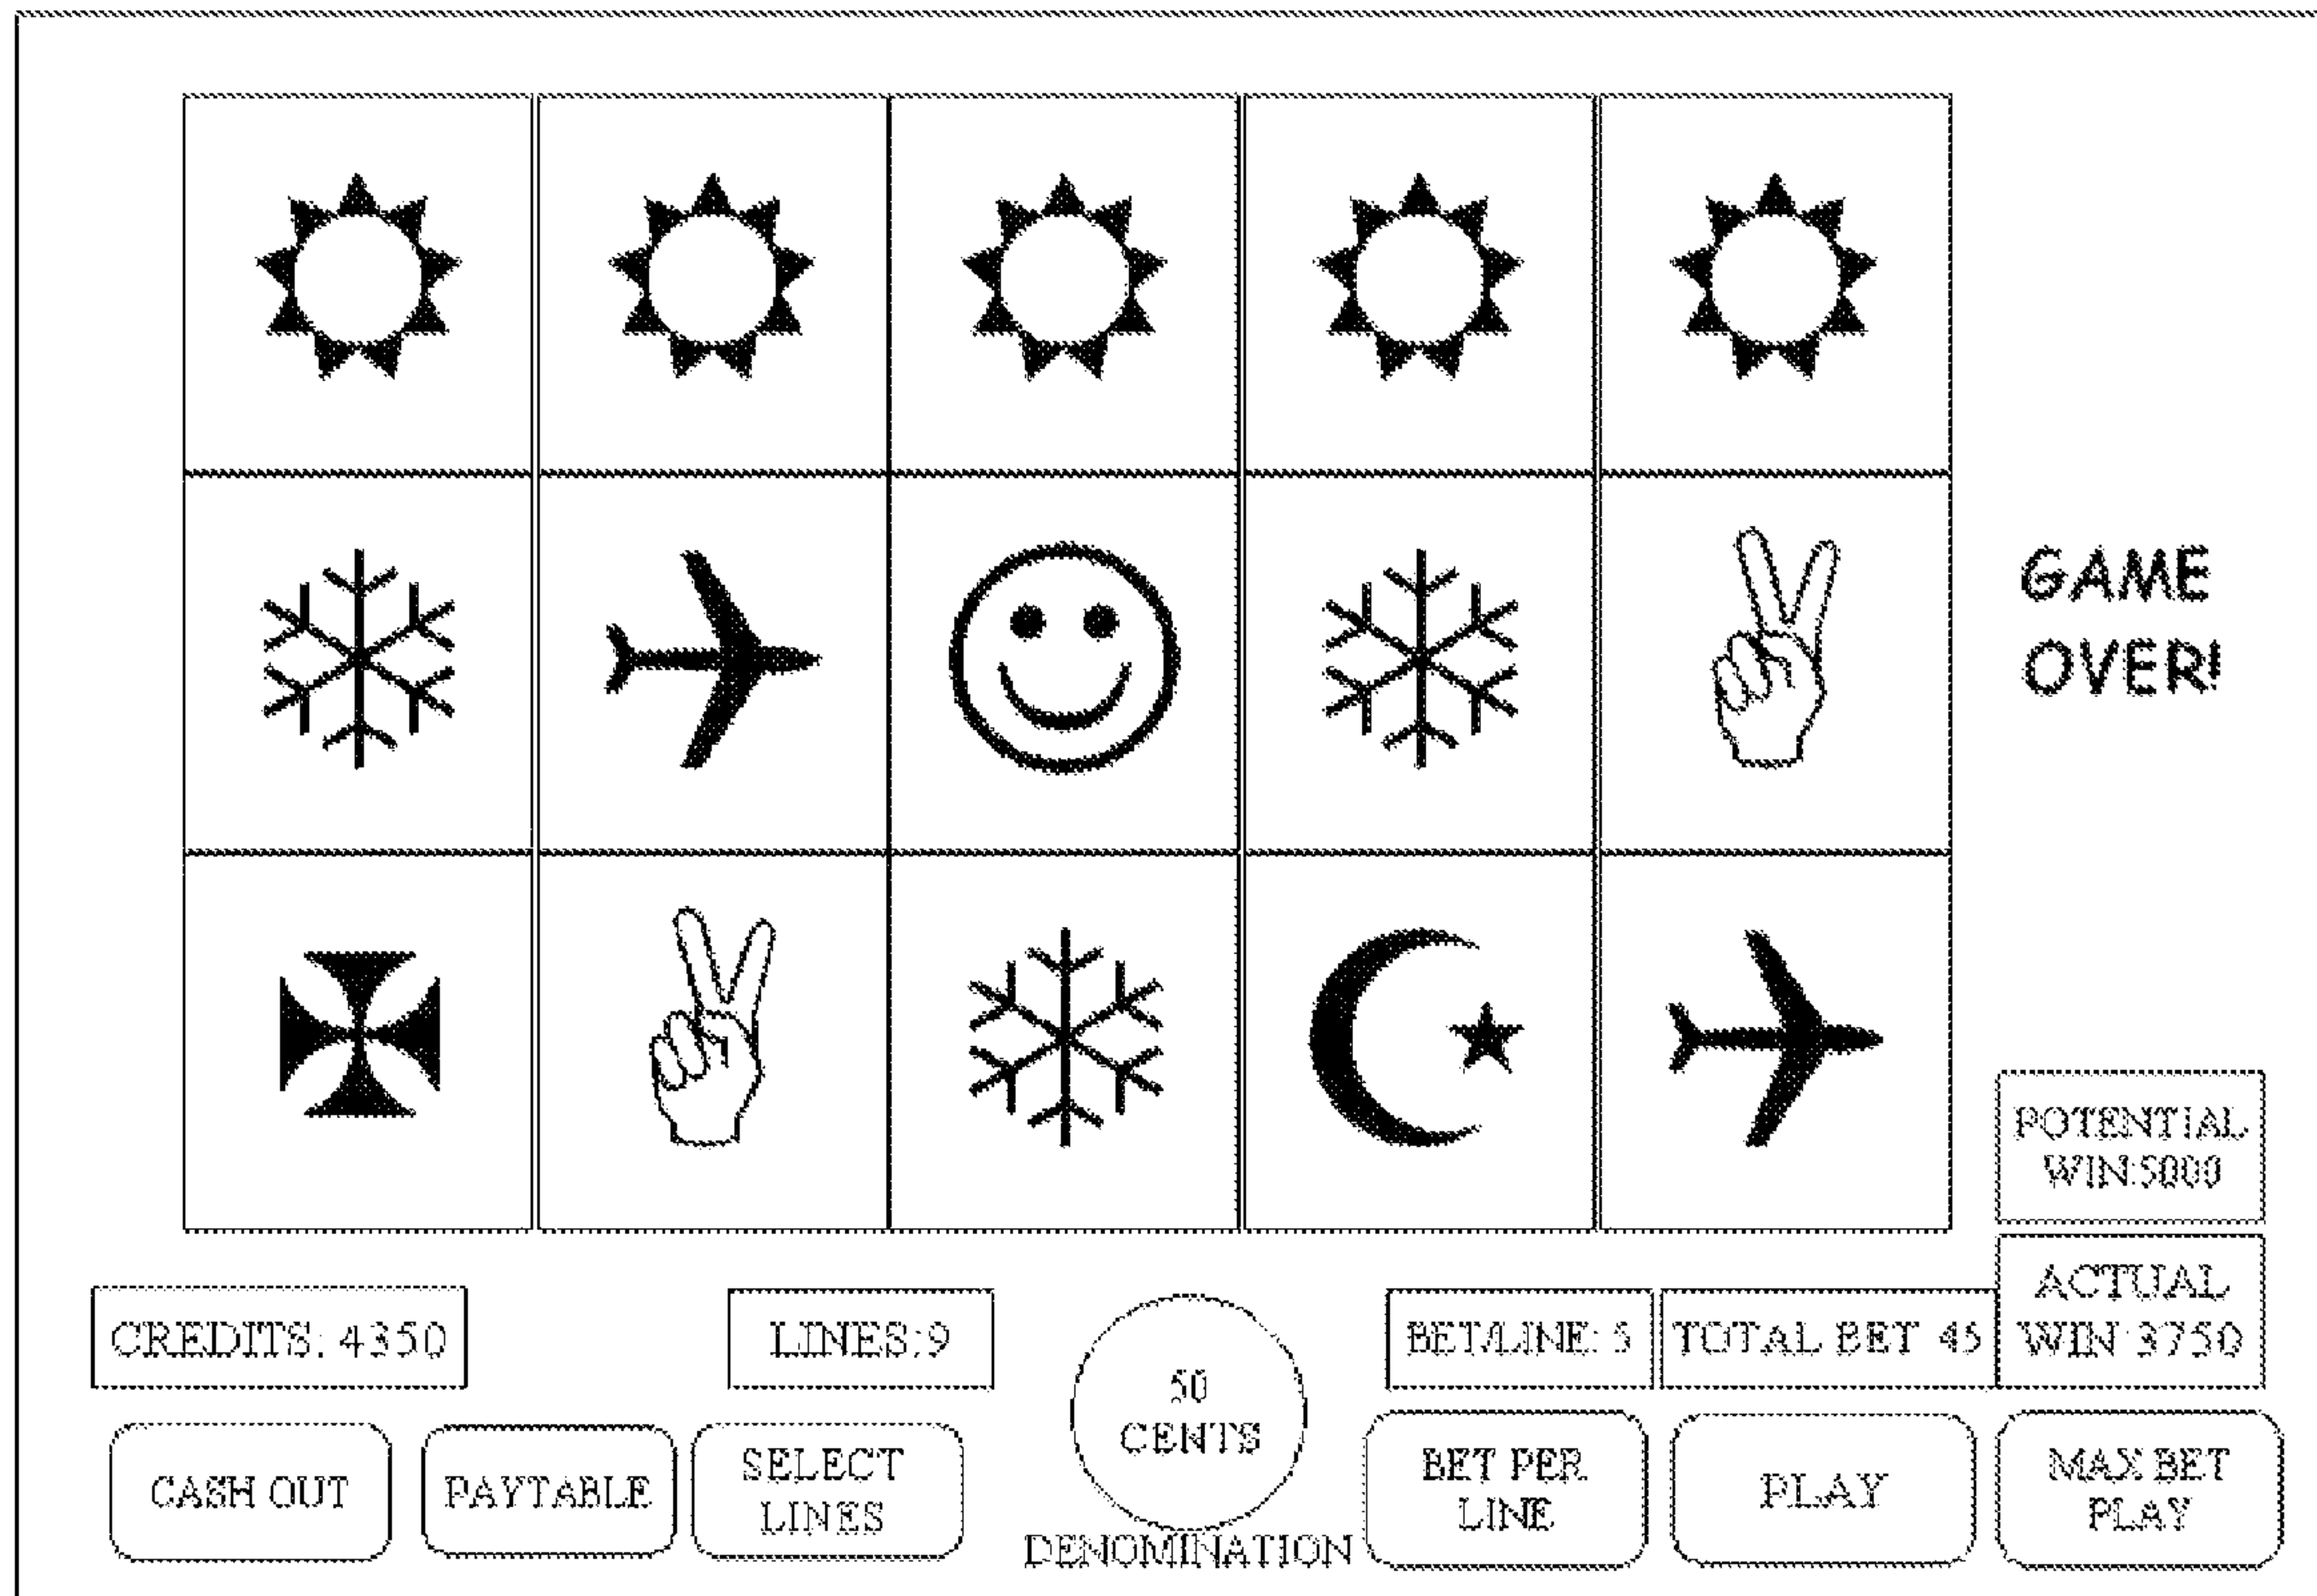 GAME
OVER!
POTENTIAL
WIN:5000
CREDITS: 4350
LINES:9
50
CENTS
DENOMINATION
BET/LINE: 5
TOTAL BET 45
ACTUAL
WIN 3750
CASH OUT
PAYTABLE
SELECT
LINES
BET PER
LINE
PLAY
MAX BET
PLAY